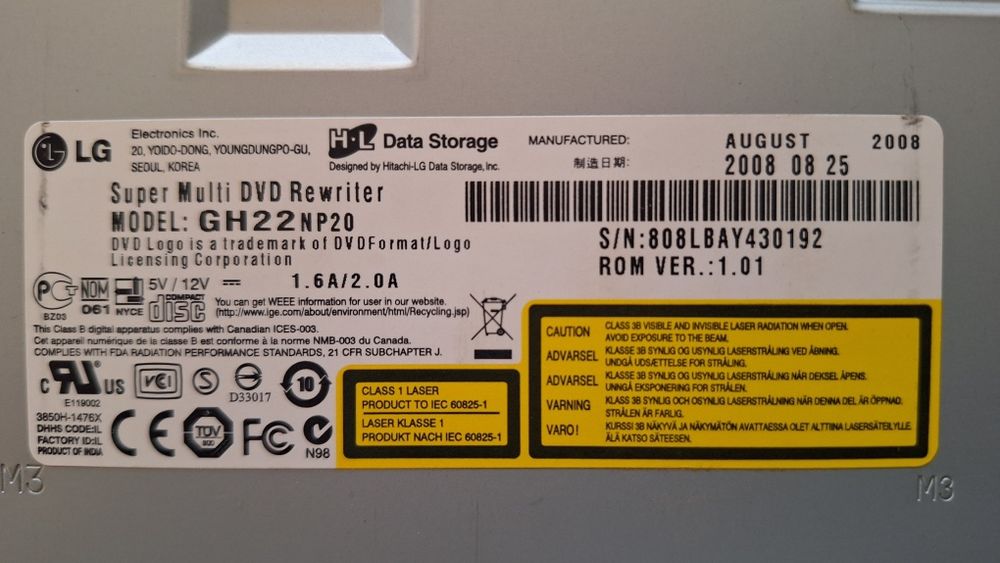 LG
Electronics Inc.
20, YOIDO-DONG, YOUNGDUNGPO-GU,
SEOUL, KOREA
H·L Data Storage
Designed by Hitachi-LG Data Storage, Inc.
MANUFACTURED: AUGUST 2008
制造日期: 2008 08 25
Super Multi DVD Rewriter
MODEL: GH22NP20
DVD Logo is a trademark of DVDFormat/Logo
Licensing Corporation
S/N:808LBAY430192
ROM VER.:1.01
5V / 12V 1.6A/2.0A
BZ03
NOM
061
NYCE
COMPACT
disc
You can get WEEE information for user in our website.
(http://www.lge.com/about/environment/html/Recycling.jsp)
This Class B digital apparatus complies with Canadian ICES-003.
Cet appareil numérique de la classe B est conforme à la norme NMB-003 du Canada.
COMPLIES WITH FDA RADIATION PERFORMANCE STANDARDS, 21 CFR SUBCHAPTER J.
C US
E119002
VCI
S
D33017
10
3850H-1476X
DHHS CODE:IL
FACTORY ID:IL
PRODUCT OF INDIA
CE
TÜV
FC
N98
CLASS 1 LASER
PRODUCT TO IEC 60825-1
LASER KLASSE 1
PRODUKT NACH IEC 60825-1
CAUTION CLASS 3B VISIBLE AND INVISIBLE LASER RADIATION WHEN OPEN.
AVOID EXPOSURE TO THE BEAM.
ADVARSEL KLASSE 3B SYNLIG OG USYNLIG LASERSTRÅLING VED ÅBNING.
UNDGÅ UDSÆTTELSE FOR STRÅLING.
ADVARSEL KLASSE 3B SYNLIG OG USYNLIG LASERSTRÅLING NÅR DEKSEL ÅPENS.
UNNGÅ EKSPONERING FOR STRÅLEN.
VARNING KLASS 3B SYNLIG OCH OSYNLIG LASERSTRÅLNING NÄR DENNA DEL ÄR ÖPPNAD.
STRÅLEN ÄR FARLIG.
VARO! KURSSI 3B NÄKYVÄ JA NÄKYMÄTÖN AVATTAESSA OLET ALTTIINA LASERSÄTEILYLLE.
ÄLÄ KATSO SÄTEESEEN.
M3
M3